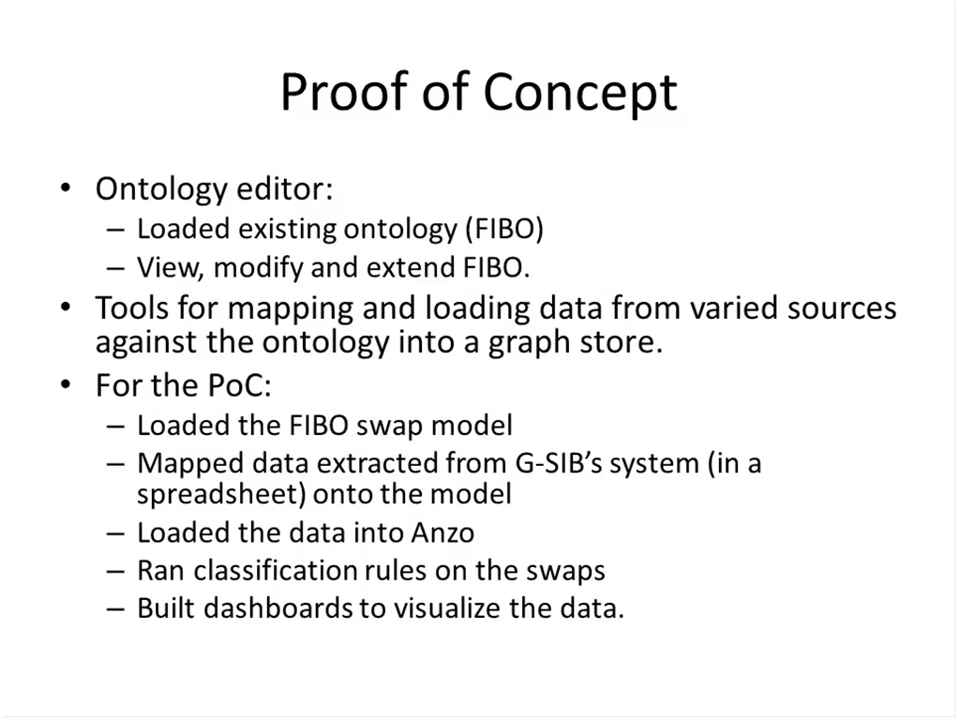 Proof of Concept
• Ontology editor:
– Loaded existing ontology (FIBO)
– View, modify and extend FIBO.
• Tools for mapping and loading data from varied sources
against the ontology into a graph store.
• For the PoC:
– Loaded the FIBO swap model
– Mapped data extracted from G-SIB’s system (in a
spreadsheet) onto the model
– Loaded the data into Anzo
– Ran classification rules on the swaps
– Built dashboards to visualize the data.